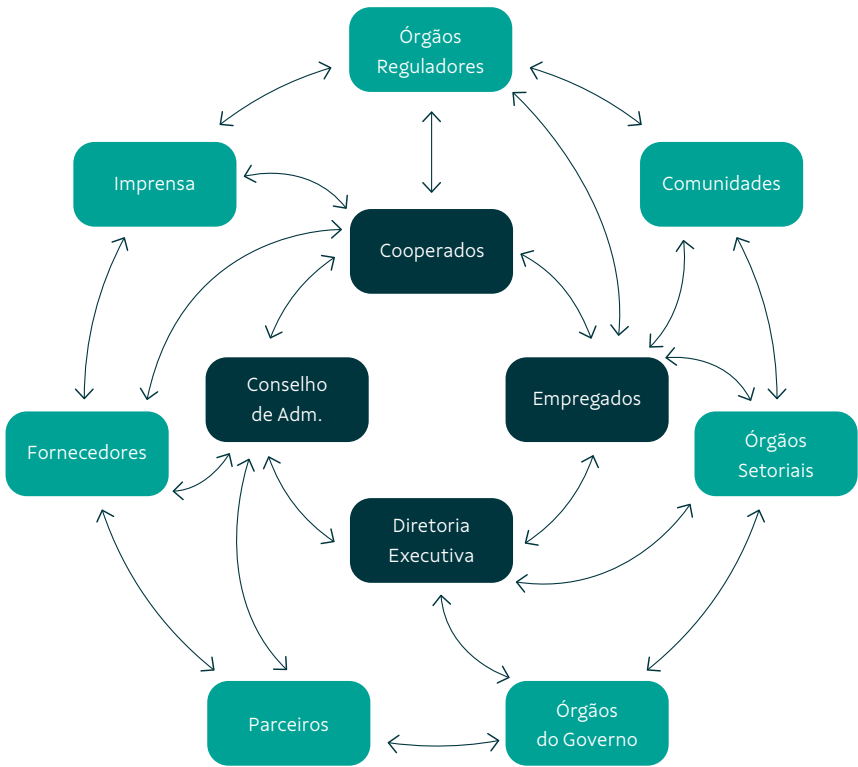 Órgãos
Reguladores
Imprensa
Comunidades
Cooperados
Conselho
de Adm.
Empregados
Fornecedores
Órgãos
Setoriais
Diretoria
Executiva
Parceiros
Órgãos
do Governo